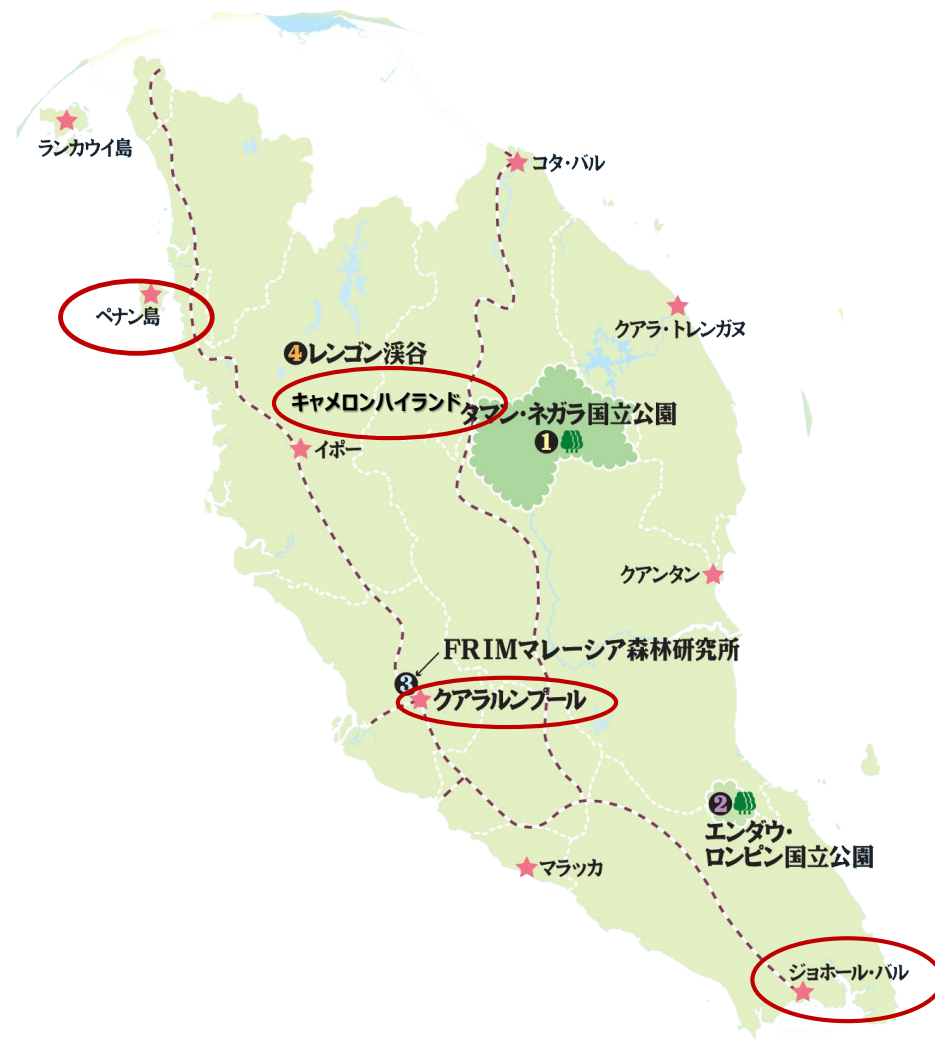 ランカウイ島
コタ・バル
ペナン島
クアラ・トレンガヌ
4レンゴン渓谷
キャメロンハイランド
タマン・ネガラ国立公園
1
イポー
クアンタン
FRIMマレーシア森林研究所
3
クアラルンプール
2
エンダウ・
ロンピン国立公園
マラッカ
ジョホール・バル